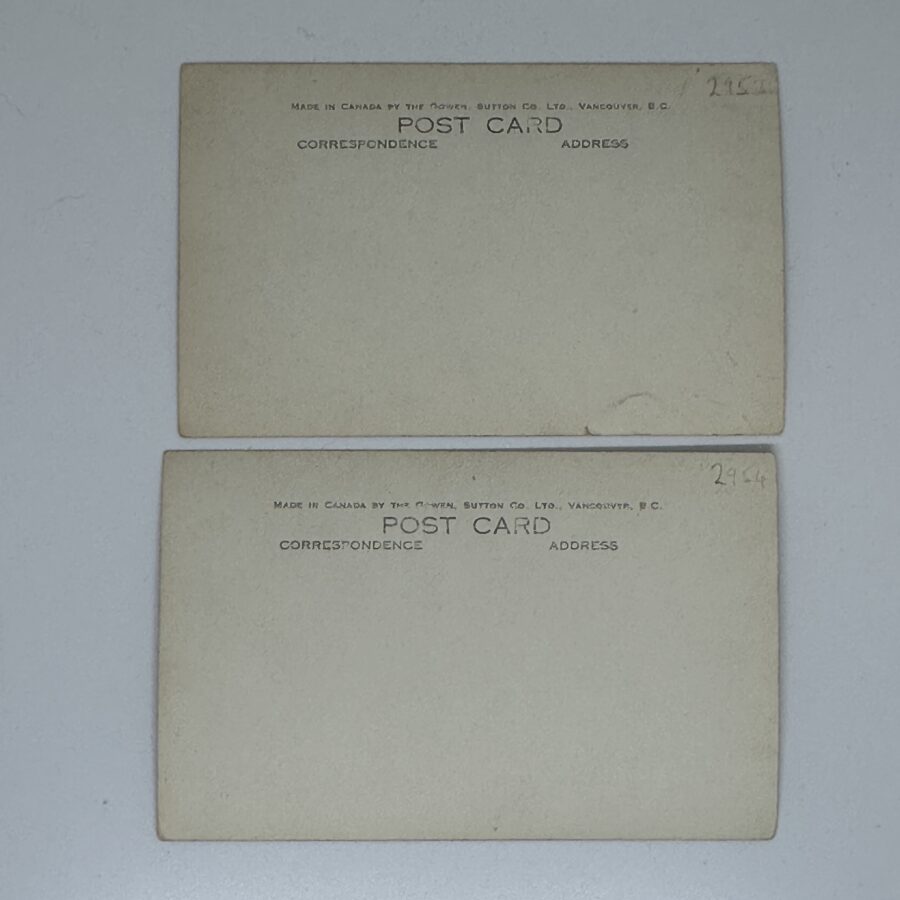 MADE IN CANADA BY THE GOWEN, SUTTON CO. LTD., VANCOUVER, B.C.
POST CARD
CORRESPONDENCE ADDRESS
2954
MADE IN CANADA BY THE GOWEN, SUTTON CO. LTD., VANCOUVER, B.C.
POST CARD
CORRESPONDENCE ADDRESS